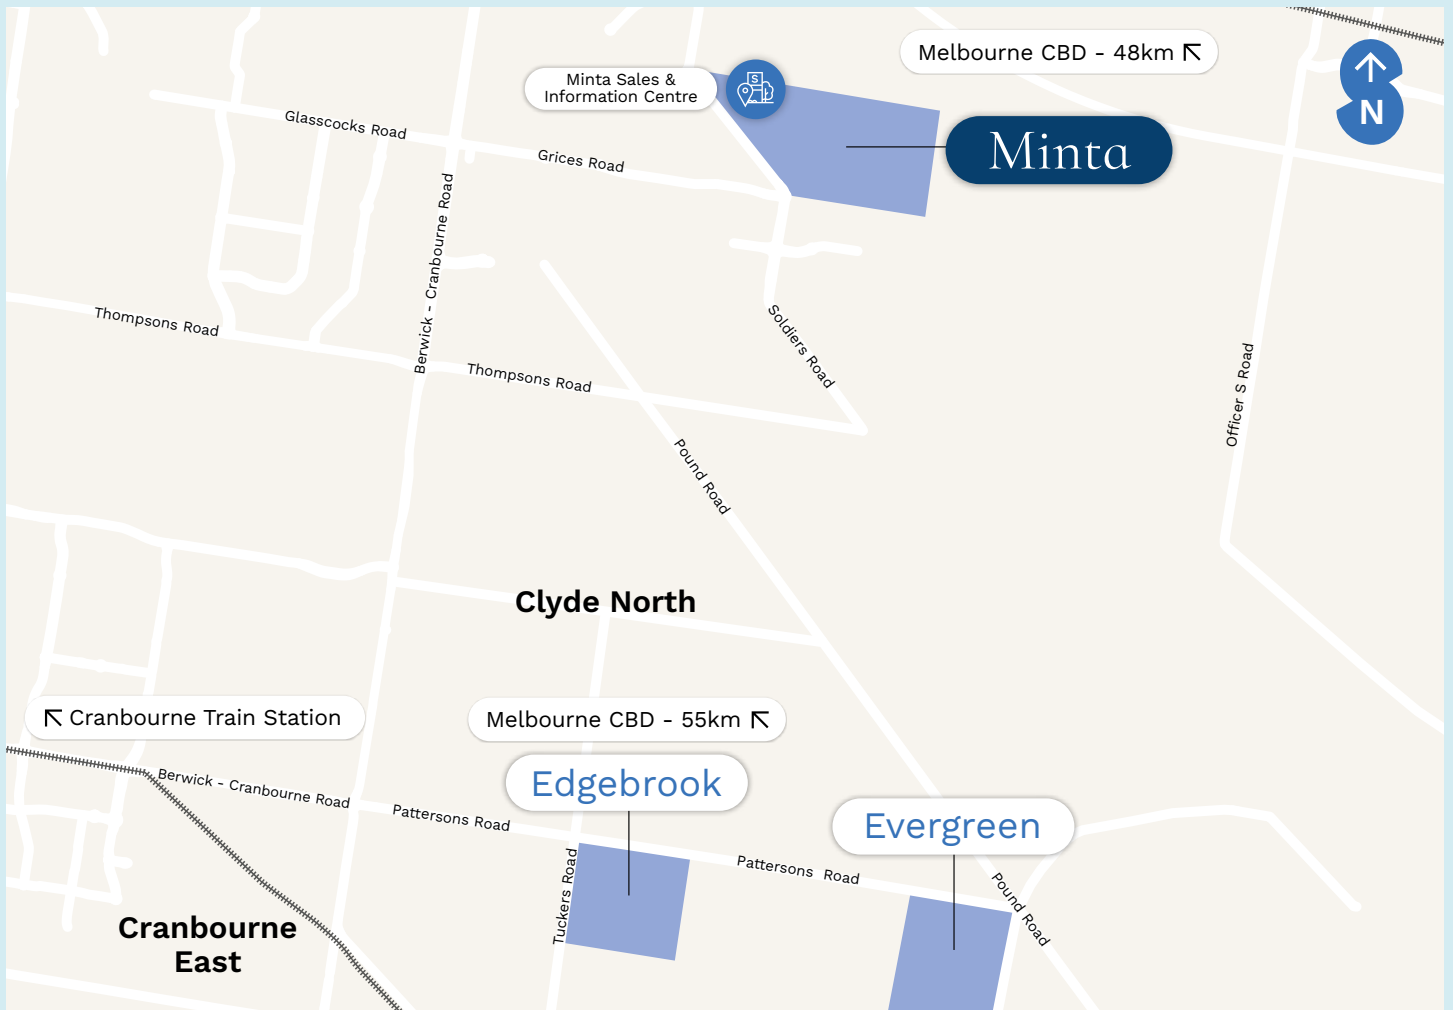 Melbourne CBD - 48km
Minta Sales &
Information Centre
S
N
Glasscocks Road
Grices Road
Minta
Berwick - Cranbourne Road
Thompsons Road
Thompsons Road
Soldiers Road
Officer S Road
Pound Road
Clyde North
Cranbourne Train Station
Melbourne CBD - 55km
Berwick - Cranbourne Road
Edgebrook
Pattersons Road
Evergreen
Pattersons Road
Tuckers Road
Pound Road
Cranbourne
East